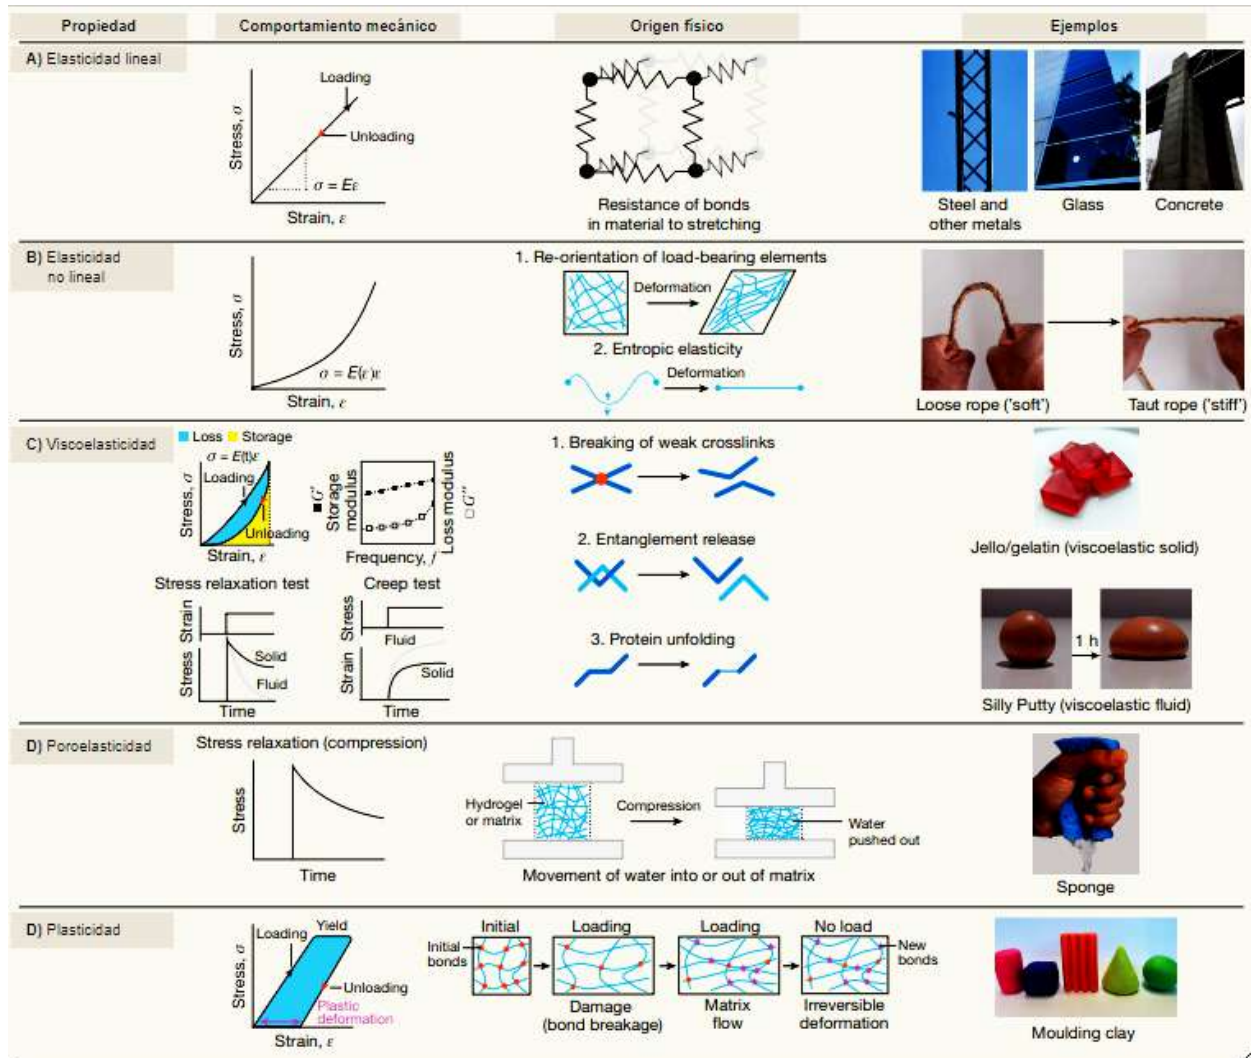 Propiedad
Comportamiento mecánico
Origen físico
Ejemplos
A) Elasticidad lineal
Stress, σ
Loading
Unloading
σ = Eε
Strain, ε
Resistance of bonds
in material to stretching
Steel and
other metals
Glass
Concrete
B) Elasticidad
no lineal
Stress, σ
σ = E(ε)ε
Strain, ε
1. Re-orientation of load-bearing elements
Deformation
2. Entropic elasticity
Deformation
Loose rope ('soft')
Taut rope ('stiff')
C) Viscoelasticidad
Loss
Storage
σ = E(t)ε
Loading
Unloading
Stress, σ
Strain, ε
G'
Storage
modulus
Loss modulus
G''
Frequency, f
Stress relaxation test
Strain
Stress
Solid
Fluid
Time
Creep test
Stress
Fluid
Strain
Solid
Time
1. Breaking of weak crosslinks
2. Entanglement release
3. Protein unfolding
Jello/gelatin (viscoelastic solid)
1 h
Silly Putty (viscoelastic fluid)
D) Poroelasticidad
Stress relaxation (compression)
Stress
Time
Hydrogel
or matrix
Compression
Water
pushed out
Movement of water into or out of matrix
Sponge
D) Plasticidad
Stress, σ
Loading
Yield
Unloading
Plastic
deformation
Strain, ε
Initial
Loading
Loading
No load
Initial
bonds
New
bonds
Damage
(bond breakage)
Matrix
flow
Irreversible
deformation
Moulding clay